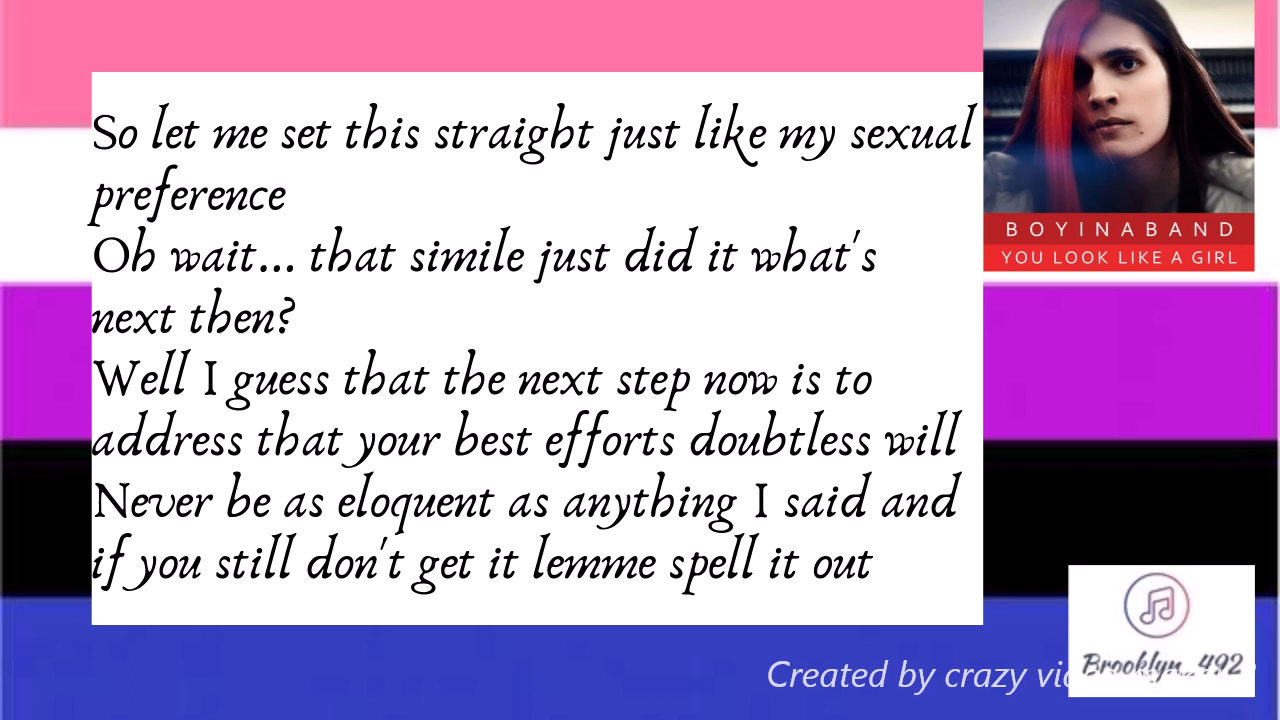 So let me set this straight just like my sexual
preference
Oh wait... that simile just did it what's
next then?
Well I guess that the next step now is to
address that your best efforts doubtless will
Never be as eloquent as anything I said and
if you still don't get it lemme spell it out
BOYINABAND
YOU LOOK LIKE A GIRL
Brooklyn_492
Created by crazy